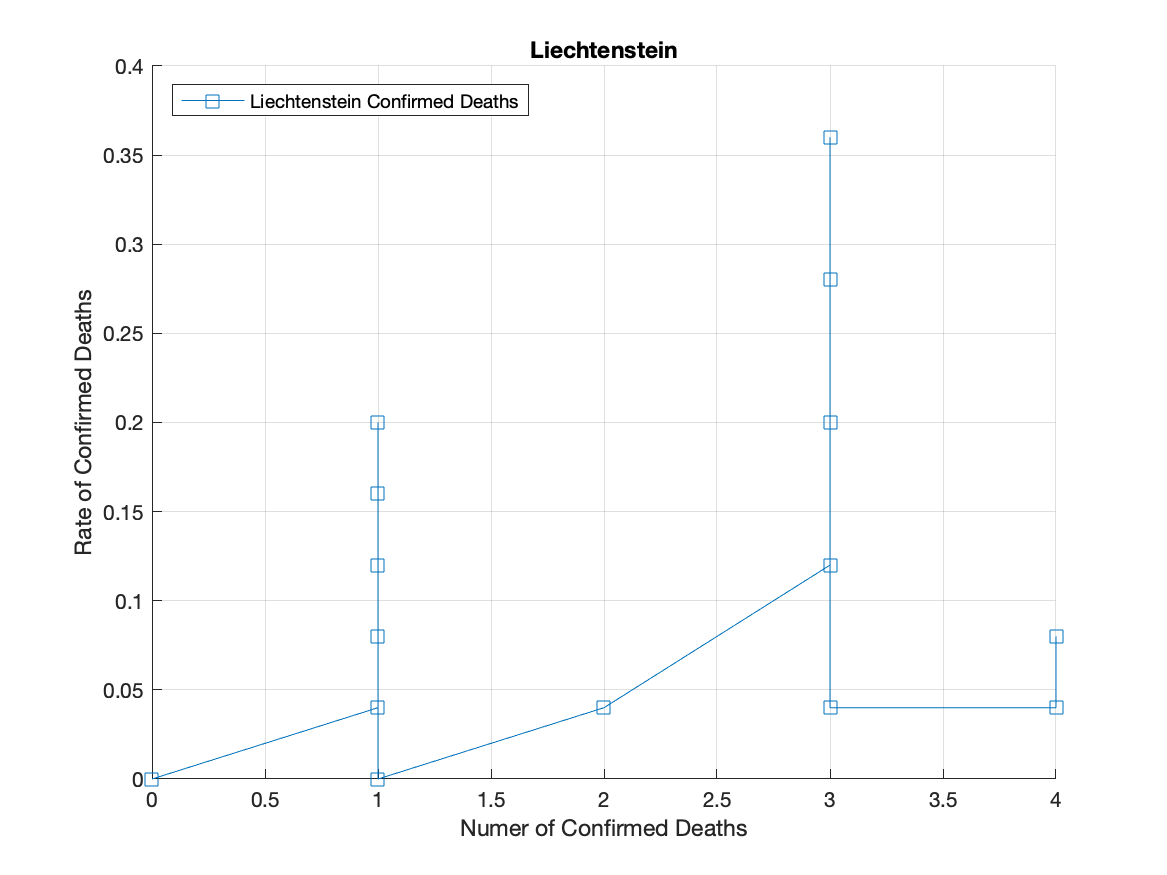 Liechtenstein
Liechtenstein Confirmed Deaths
0.4
0.35
0.3
0.25
0.2
0.15
0.1
0.05
0
Rate of Confirmed Deaths
0 0.5 1 1.5 2 2.5 3 3.5 4
Numer of Confirmed Deaths